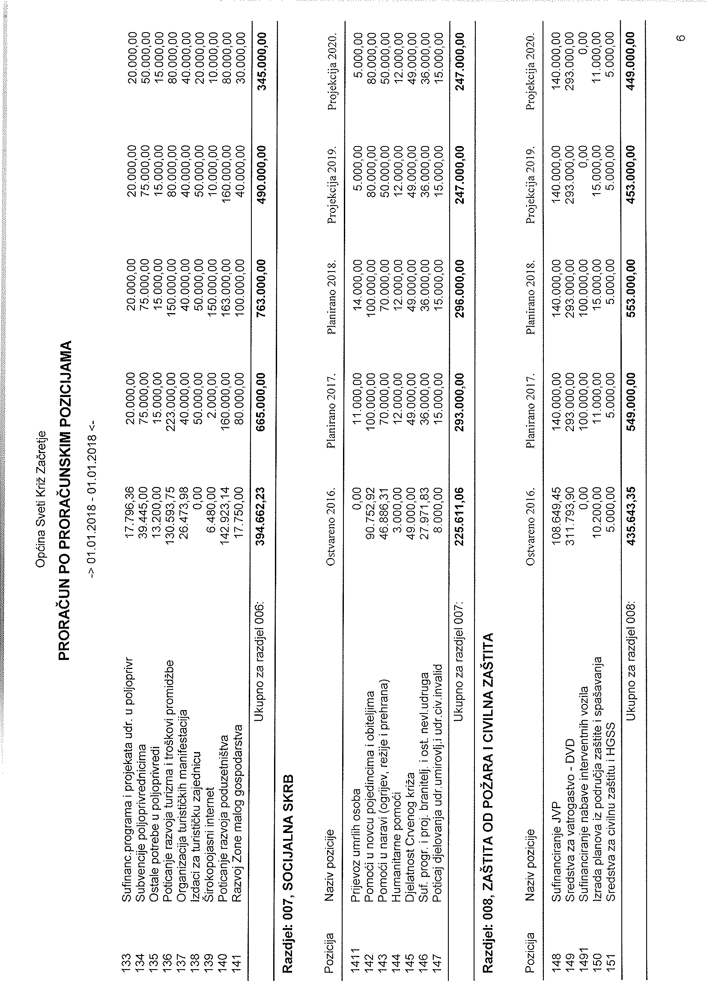 Općina Sveti Križ Začretje
PRORAČUN PO PRORAČUNSKIM POZICIJAMA
-> 01.01.2018 - 01.01.2018 <-
133 Sufinanc.programa i projekata udr. u poljoprivr 17.796,36 20.000,00 20.000,00 20.000,00 20.000,00
134 Subvencije poljoprivrednicima 39.445,00 75.000,00 75.000,00 75.000,00 50.000,00
135 Ostale potrebe u poljoprivredi 13.200,00 15.000,00 15.000,00 15.000,00 15.000,00
136 Poticanje razvoja turizma i troškovi promidžbe 130.593,75 223.000,00 150.000,00 80.000,00 80.000,00
137 Organizacija turističkih manifestacija 26.473,98 40.000,00 40.000,00 40.000,00 40.000,00
138 Izdaci za turističku zajednicu 0,00 50.000,00 50.000,00 50.000,00 20.000,00
139 Širokopojasni internet 6.480,00 2.000,00 150.000,00 10.000,00 10.000,00
140 Poticanje razvoja poduzetništva 142.923,14 160.000,00 163.000,00 160.000,00 80.000,00
141 Razvoj Zone malog gospodarstva 17.750,00 80.000,00 100.000,00 40.000,00 30.000,00
Ukupno za razdjel 006: 394.662,23 665.000,00 763.000,00 490.000,00 345.000,00
Razdjel: 007, SOCIJALNA SKRB
Pozicija Naziv pozicije Ostvareno 2016. Planirano 2017. Planirano 2018. Projekcija 2019. Projekcija 2020.
1411 Prijevoz umrlih osoba 0,00 11.000,00 14.000,00 5.000,00 5.000,00
142 Pomoći u novcu pojedincima i obiteljima 90.752,92 100.000,00 100.000,00 80.000,00 80.000,00
143 Pomoći u naravi (ogrijev, režije i prehrana) 46.886,31 70.000,00 70.000,00 50.000,00 50.000,00
144 Humanitarne pomoći 3.000,00 12.000,00 12.000,00 12.000,00 12.000,00
145 Djelatnost Crvenog križa 49.000,00 49.000,00 49.000,00 49.000,00 49.000,00
146 Suf. progr. i proj. branitelj. i ost. nevl.udruga 27.971,83 36.000,00 36.000,00 36.000,00 36.000,00
147 Poticaj djelovanja udr.umirovlj.i udr.civ.invalid 8.000,00 15.000,00 15.000,00 15.000,00 15.000,00
Ukupno za razdjel 007: 225.611,06 293.000,00 296.000,00 247.000,00 247.000,00
Razdjel: 008, ZAŠTITA OD POŽARA I CIVILNA ZAŠTITA
Pozicija Naziv pozicije Ostvareno 2016. Planirano 2017. Planirano 2018. Projekcija 2019. Projekcija 2020.
148 Sufinanciranje JVP 108.649,45 140.000,00 140.000,00 140.000,00 140.000,00
149 Sredstva za vatrogastvo - DVD 311.793,90 293.000,00 293.000,00 293.000,00 293.000,00
1491 Sufinanciranje nabave interventnih vozila 0,00 100.000,00 100.000,00 0,00 0,00
150 Izrada planova iz područja zaštite i spašavanja 10.200,00 11.000,00 15.000,00 15.000,00 11.000,00
151 Sredstva za civilnu zaštitu i HGSS 5.000,00 5.000,00 5.000,00 5.000,00 5.000,00
Ukupno za razdjel 008: 435.643,35 549.000,00 553.000,00 453.000,00 449.000,00
6